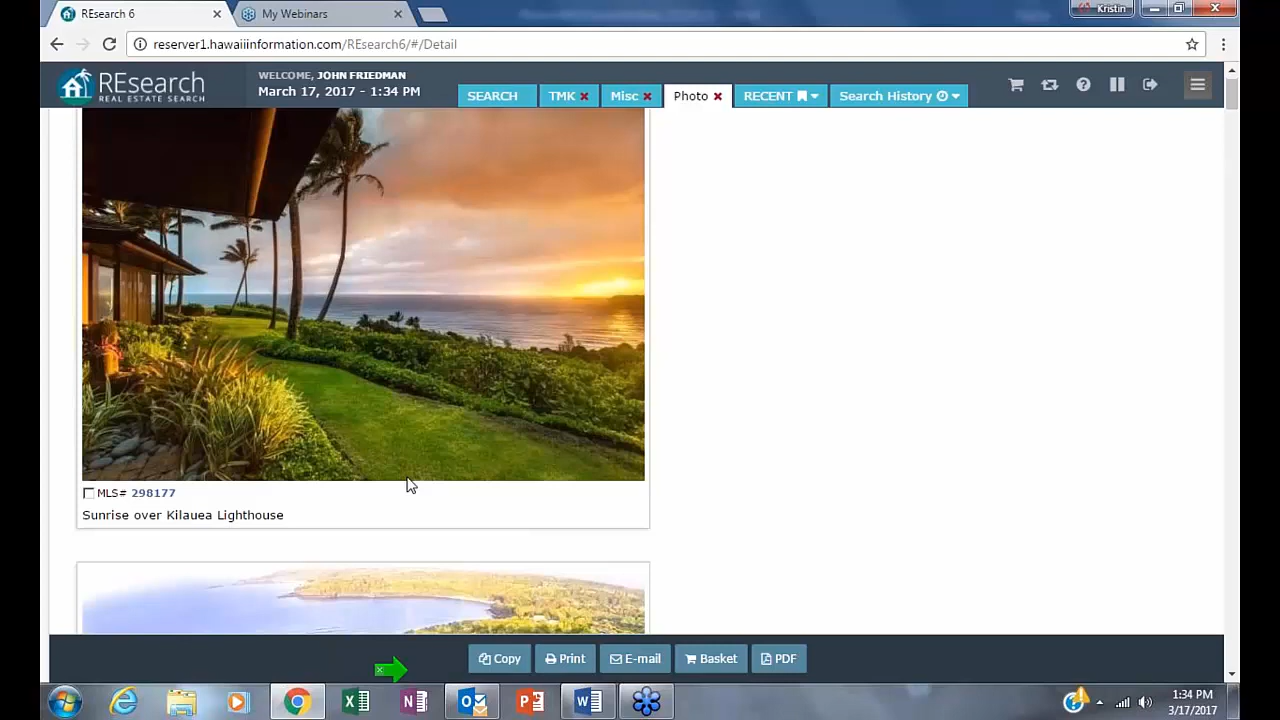 REsearch 6
My Webinars
Kristin
reserver1.hawaiiinformation.com/REsearch6/#/Detail
REsearch
REAL ESTATE SEARCH
WELCOME, JOHN FRIEDMAN
March 17, 2017 - 1:34 PM
SEARCH
TMK
Misc
Photo
RECENT
Search History
MLS# 298177
Sunrise over Kilauea Lighthouse
Copy
Print
E-mail
Basket
PDF
1:34 PM
3/17/2017